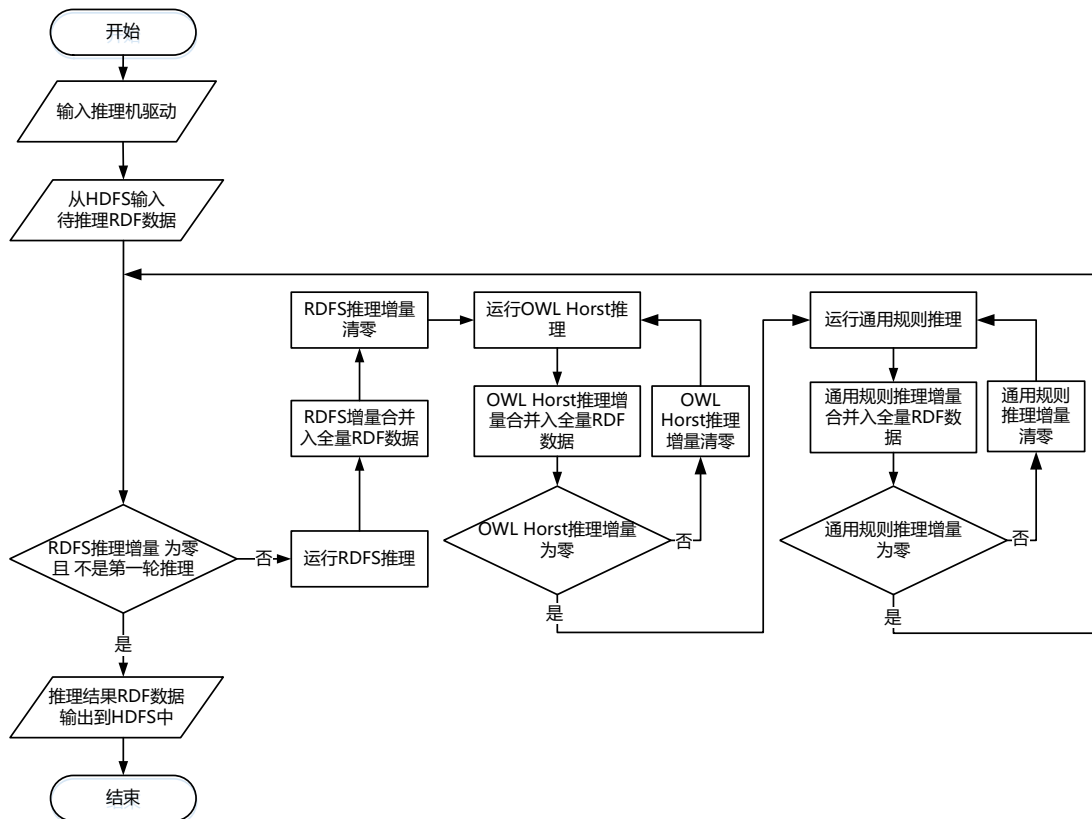 开始
输入推理机驱动
从HDFS输入
待推理RDF数据
RDFS推理增量 为零
且 不是第一轮推理
是
推理结果RDF数据
输出到HDFS中
结束
否
运行RDFS推理
RDFS增量合并
入全量RDF数据
RDFS推理增量
清零
运行OWL Horst推
理
OWL Horst推理增
量合并入全量RDF
数据
OWL Horst推理增量
为零
否
OWL
Horst推理
增量清零
是
运行通用规则推理
通用规则推理增量
合并入全量RDF数
据
通用规则推理增量
为零
否
通用规则
推理增量
清零
是